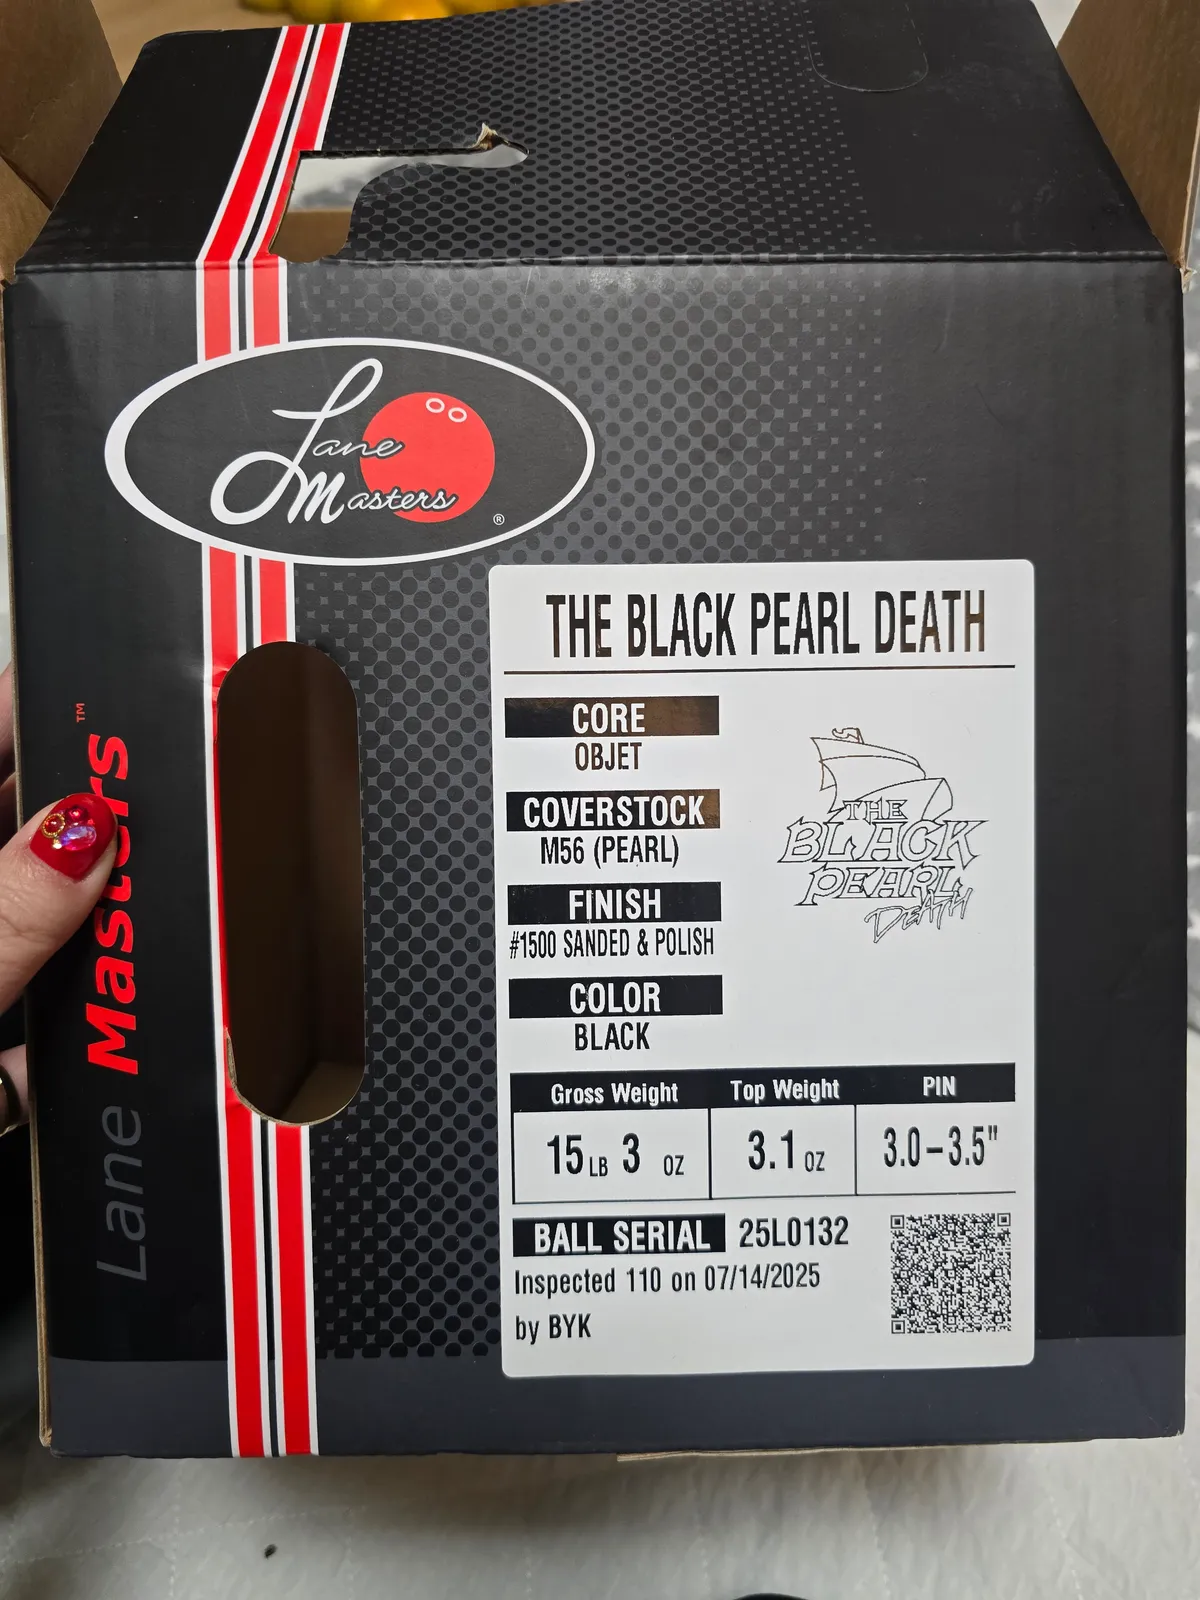 Lane
Masters
®
Lane Masters™
THE BLACK PEARL DEATH
CORE
OBJET
COVERSTOCK
M56 (PEARL)
FINISH
#1500 SANDED & POLISH
COLOR
BLACK
THE
BLACK
PEARL
DEATH
Gross Weight Top Weight PIN
15 LB 3 OZ 3.1 OZ 3.0-3.5"
BALL SERIAL 25L0132
Inspected 110 on 07/14/2025
by BYK